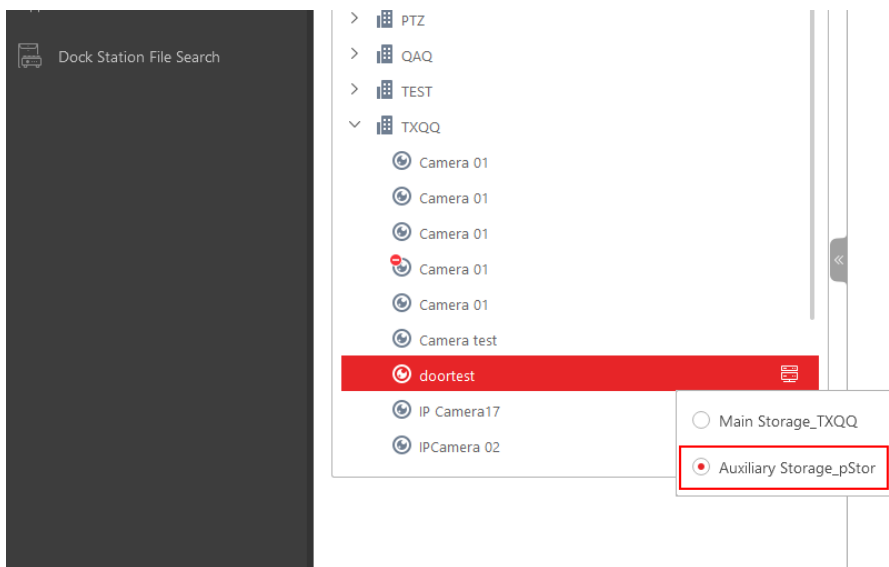 PTZ
Dock Station File Search
QAQ
TEST
TXQQ
Camera 01
Camera 01
Camera 01
Camera 01
Camera 01
Camera test
doortest
IP Camera17
Main Storage_TXQQ
IPCamera 02
Auxiliary Storage_pStor